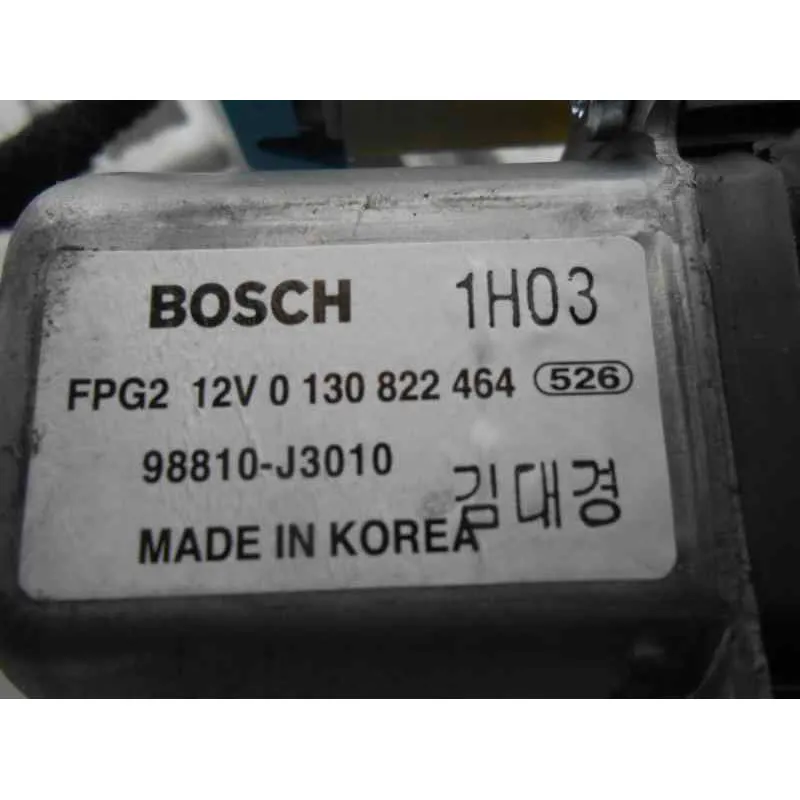 BOSCH 1H03
FPG2 12V 0 130 822 464 526
98810-J3010
김대경
MADE IN KOREA